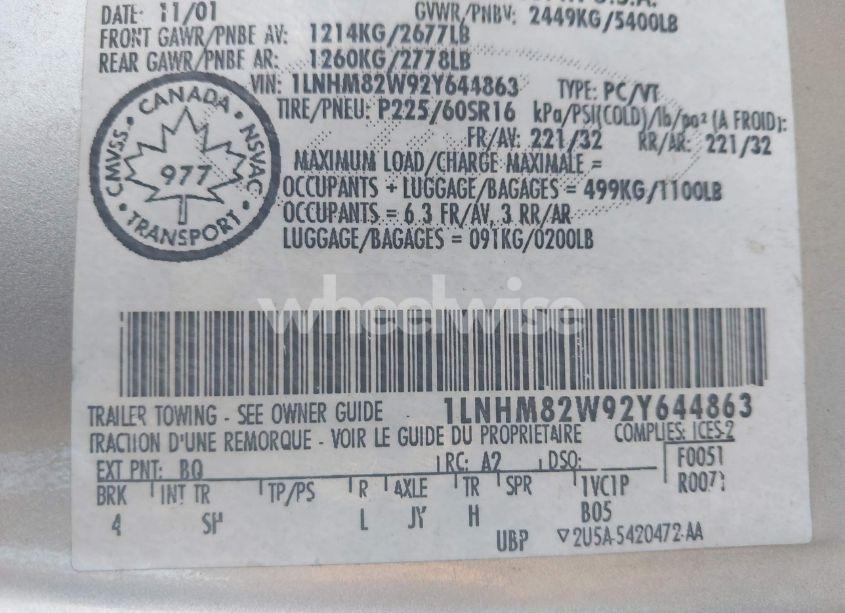 U.S.A.
DATE: 11/01
GVWR/PNBV: 2449KG/5400LB
FRONT GAWR/PNBE AV: 1214KG/2677LB
REAR GAWR/PNBE AR: 1260KG/2778LB
VIN: 1LNHM82W92Y644863 TYPE: PC/VT
TIRE/PNEU: P225/60SR16 kPa/PSI(COLD)/lb/po² (A FROID):
FR/AV: 221/32 RR/AR: 221/32
MAXIMUM LOAD/CHARGE MAXIMALE =
OCCUPANTS + LUGGAGE/BAGAGES = 499KG/1100LB
OCCUPANTS = 6 3 FR/AV, 3 RR/AR
LUGGAGE/BAGAGES = 091KG/0200LB
CANADA
CMVSS • NSVAC
977
• TRANSPORT •
wheelwise
1LNHM82W92Y644863
TRAILER TOWING - SEE OWNER GUIDE
TRACTION D'UNE REMORQUE - VOIR LE GUIDE DU PROPRIETAIRE
COMPLIES: ICES-2
EXT PNT: BQ RC: A2 DSO: F0051
BRK INT TR TP/PS R AXLE TR SPR 1VC1P R0071
4 L JY H B05
UBP 2U5A-5420472-AA